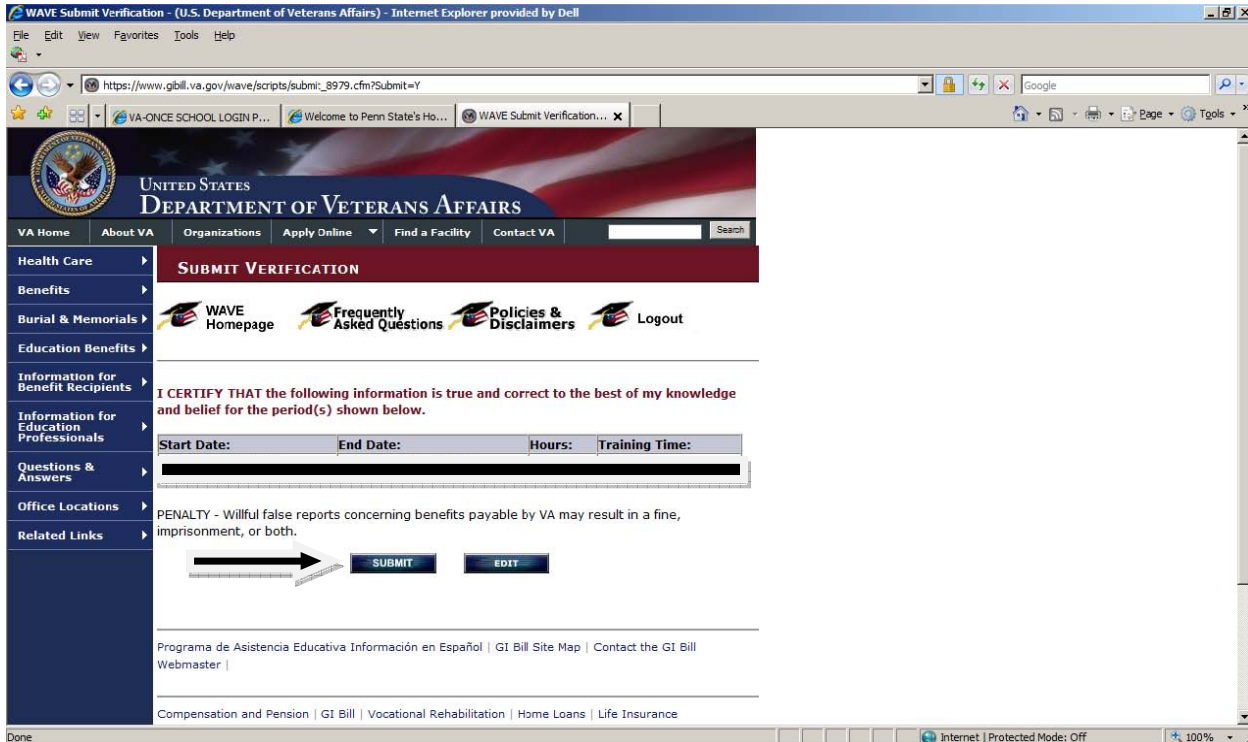 WAVE Submit Verification - (U.S. Department of Veterans Affairs) - Internet Explorer provided by Dell
File Edit View Favorites Tools Help
https://www.gibill.va.gov/wave/scripts/submit_8979.cfm?Submit=Y
Google
VA-ONCE SCHOOL LOGIN P...
Welcome to Penn State's Ho...
WAVE Submit Verification...
Page
Tools
UNITED STATES
DEPARTMENT OF VETERANS AFFAIRS
VA Home About VA Organizations Apply Online Find a Facility Contact VA Search
Health Care
Benefits
Burial & Memorials
Education Benefits
Information for
Benefit Recipients
Information for
Education
Professionals
Questions &
Answers
Office Locations
Related Links
SUBMIT VERIFICATION
WAVE
Homepage
Frequently
Asked Questions
Policies &
Disclaimers
Logout
I CERTIFY THAT the following information is true and correct to the best of my knowledge
and belief for the period(s) shown below.
Start Date: End Date: Hours: Training Time:
PENALTY - Willful false reports concerning benefits payable by VA may result in a fine,
imprisonment, or both.
SUBMIT EDIT
Programa de Asistencia Educativa Información en Español | GI Bill Site Map | Contact the GI Bill
Webmaster |
Compensation and Pension | GI Bill | Vocational Rehabilitation | Home Loans | Life Insurance
Done
Internet | Protected Mode: Off
100%